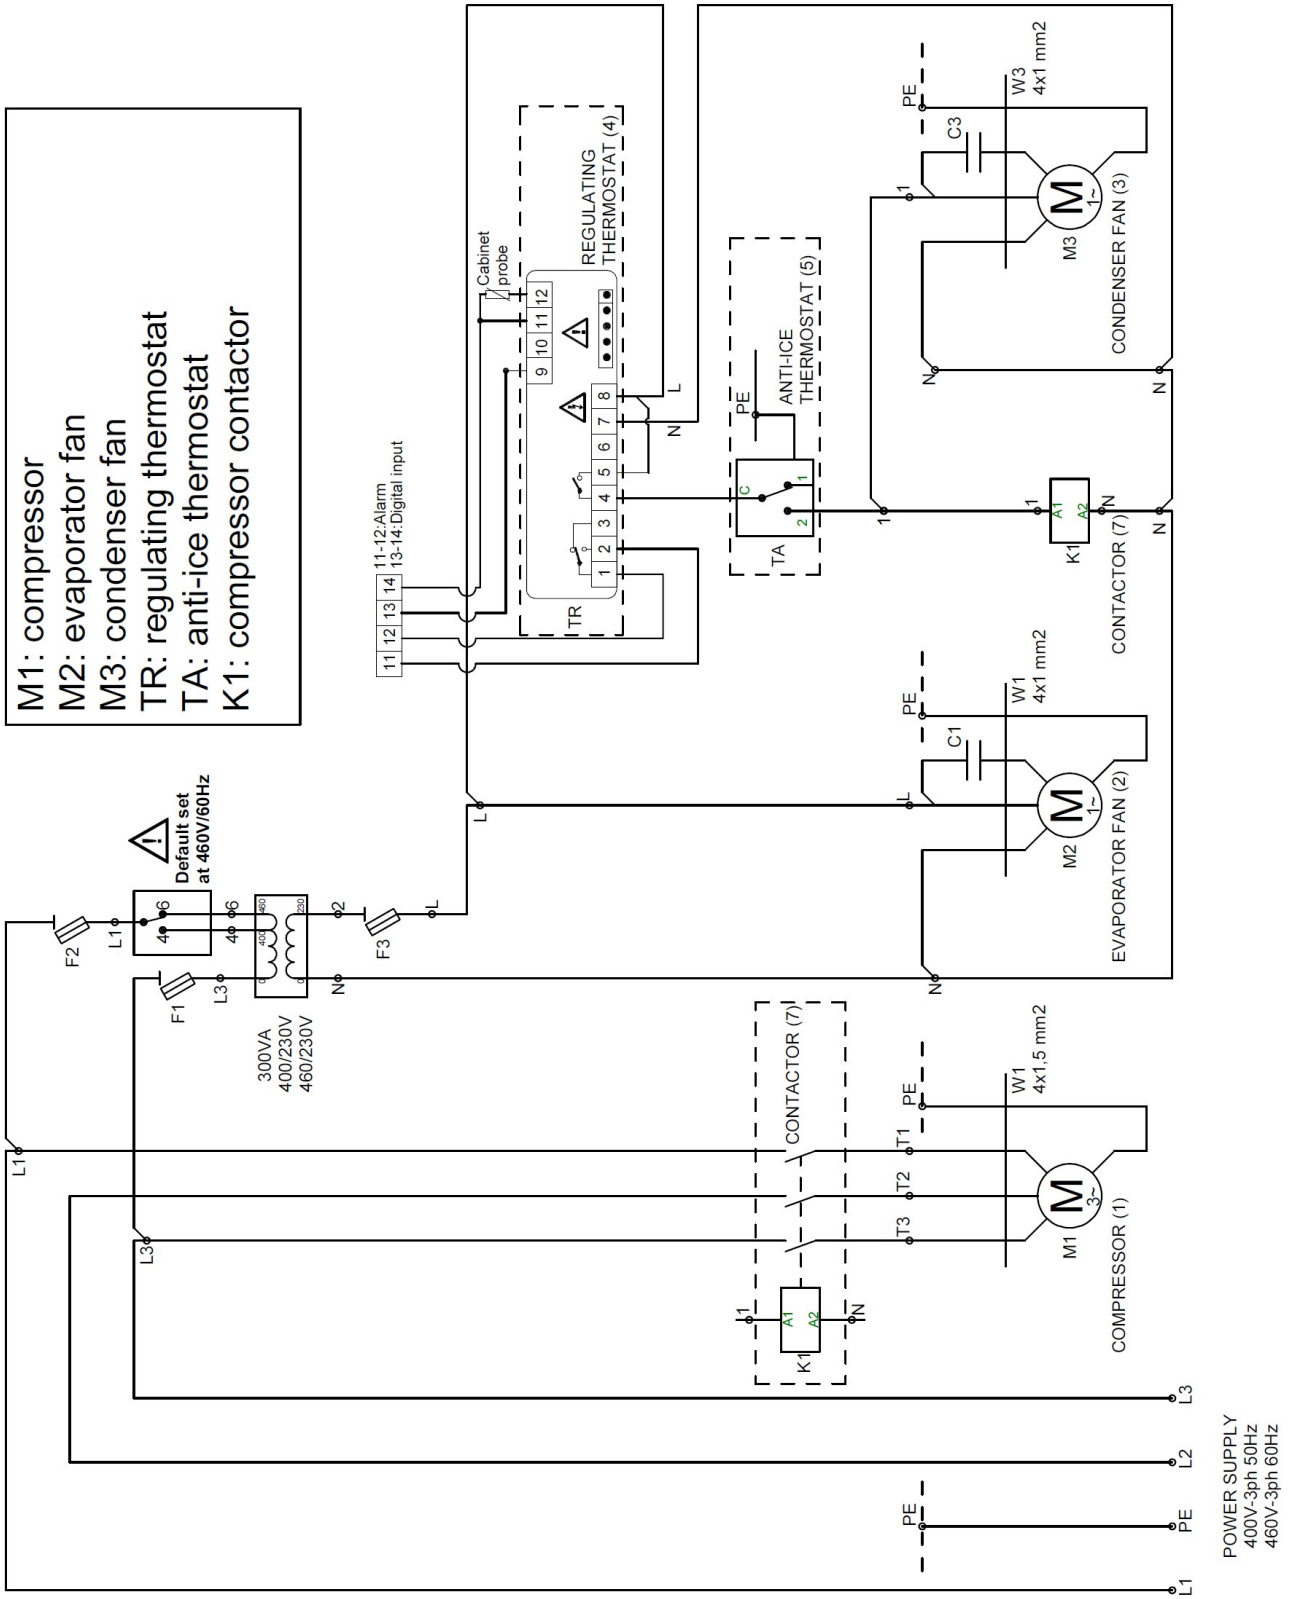 M1: compressor
M2: evaporator fan
M3: condenser fan
TR: regulating thermostat
TA: anti-ice thermostat
K1: compressor contactor
F2
L1
6
4
Default set
at 460V/60Hz
F1
L3
6
4
460
400
0
230
0
300VA
400/230V
460/230V
2
N
F3
L
L
L1
L3
11-12:Alarm
13-14:Digital input
11
12
13
14
Cabinet
probe
9
10
11
12
REGULATING
THERMOSTAT (4)
TR
1
2
3
4
5
6
7
8
L
N
PE
ANTI-ICE
THERMOSTAT (5)
C
1
2
TA
CONTACTOR (7)
1
A1
A2
K1
N
T3
T2
T1
PE
W1
4x1,5 mm2
M
3~
M1
COMPRESSOR (1)
N
L
C1
PE
W1
4x1 mm2
M
1~
M2
EVAPORATOR FAN (2)
1
1
A1
A2
K1
N
N
CONTACTOR (7)
N
N
1
C3
PE
W3
4x1 mm2
M
1~
M3
CONDENSER FAN (3)
PE
L1
PE
L2
L3
POWER SUPPLY
400V-3ph 50Hz
460V-3ph 60Hz